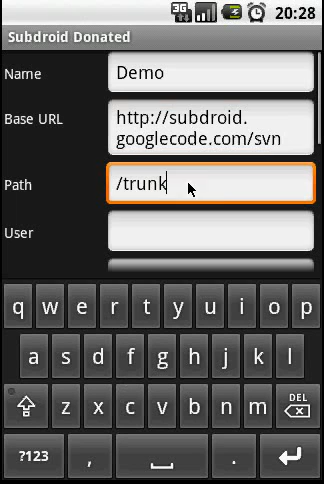 3G 20:28
Subdroid Donated
Name Demo
Base URL http://subdroid.
googlecode.com/svn
Path /trunk
User
q w e r t y u i o p
a s d f g h j k l
z x c v b n m DEL
?123 , .